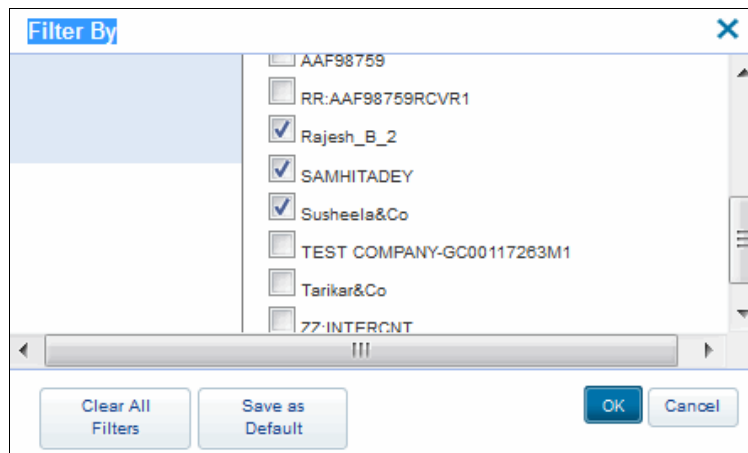 Filter By
AAF98759
RR:AAF98759RCVR1
Rajesh_B_2
SAMHITADEY
Susheela&Co
TEST COMPANY-GC00117263M1
Tarikar&Co
ZZ:INTERCNT
Clear All
Filters
Save as
Default
OK
Cancel